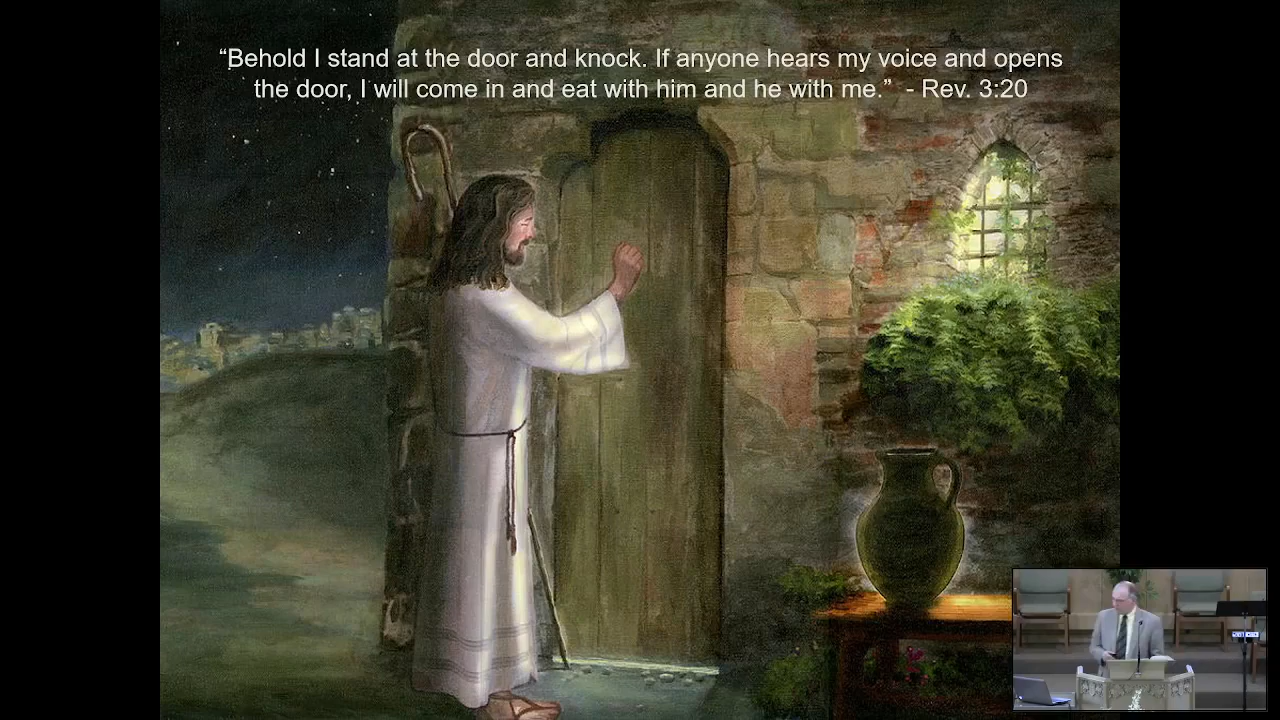 “Behold I stand at the door and knock. If anyone hears my voice and opens
the door, I will come in and eat with him and he with me.”  - Rev. 3:20